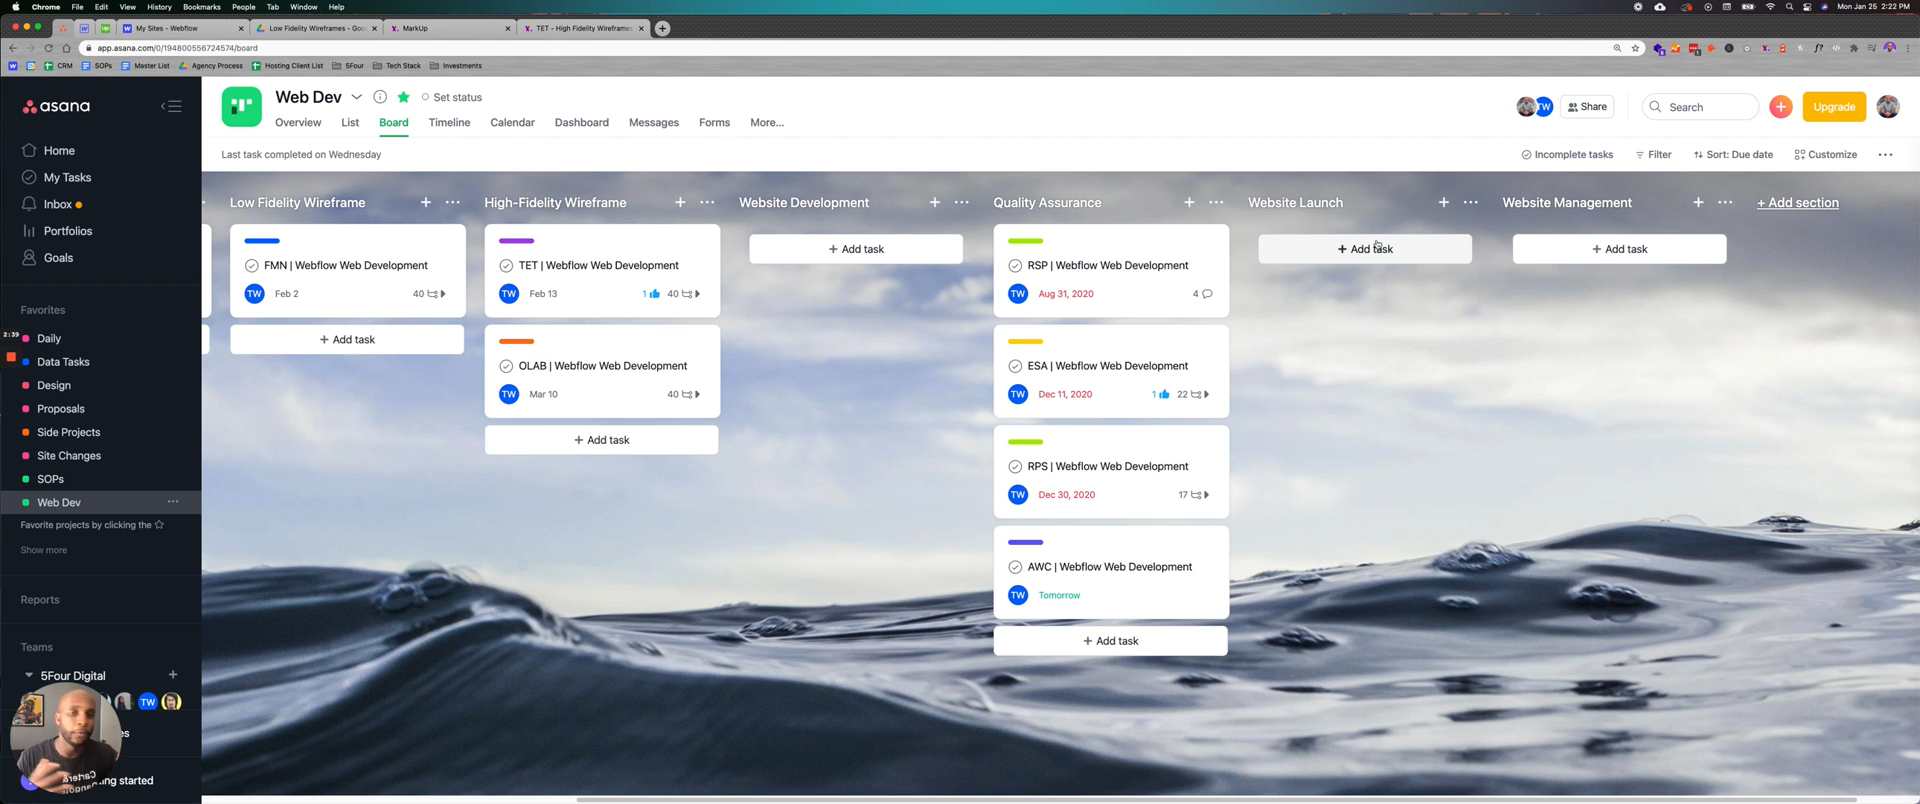 Chrome File Edit View History Bookmarks People Tab Window Help
Mon Jan 25 2:22 PM
My Sites - Webflow
Low Fidelity Wireframes - Goo
MarkUp
TET - High Fidelity Wireframes
app.asana.com/0/194800556724574/board
CRM SOPs Master List Agency Process Hosting Client List 5Four Tech Stack Investments
asana
Home
My Tasks
Inbox
Portfolios
Goals
Favorites
2:39
Daily
Data Tasks
Design
Proposals
Side Projects
Site Changes
SOPs
Web Dev
Favorite projects by clicking the
Show more
Reports
Teams
5Four Digital
TW
es
ng started
Web Dev
Set status
Overview List Board Timeline Calendar Dashboard Messages Forms More...
TW
Share
Search
Upgrade
Last task completed on Wednesday
Incomplete tasks
Filter
Sort: Due date
Customize
Low Fidelity Wireframe
FMN | Webflow Web Development
TW Feb 2 40
+ Add task
High-Fidelity Wireframe
TET | Webflow Web Development
TW Feb 13 1 40
OLAB | Webflow Web Development
TW Mar 10 40
+ Add task
Website Development
+ Add task
Quality Assurance
RSP | Webflow Web Development
TW Aug 31, 2020 4
ESA | Webflow Web Development
TW Dec 11, 2020 1 22
RPS | Webflow Web Development
TW Dec 30, 2020 17
AWC | Webflow Web Development
TW Tomorrow
+ Add task
Website Launch
+ Add task
Website Management
+ Add task
+ Add section